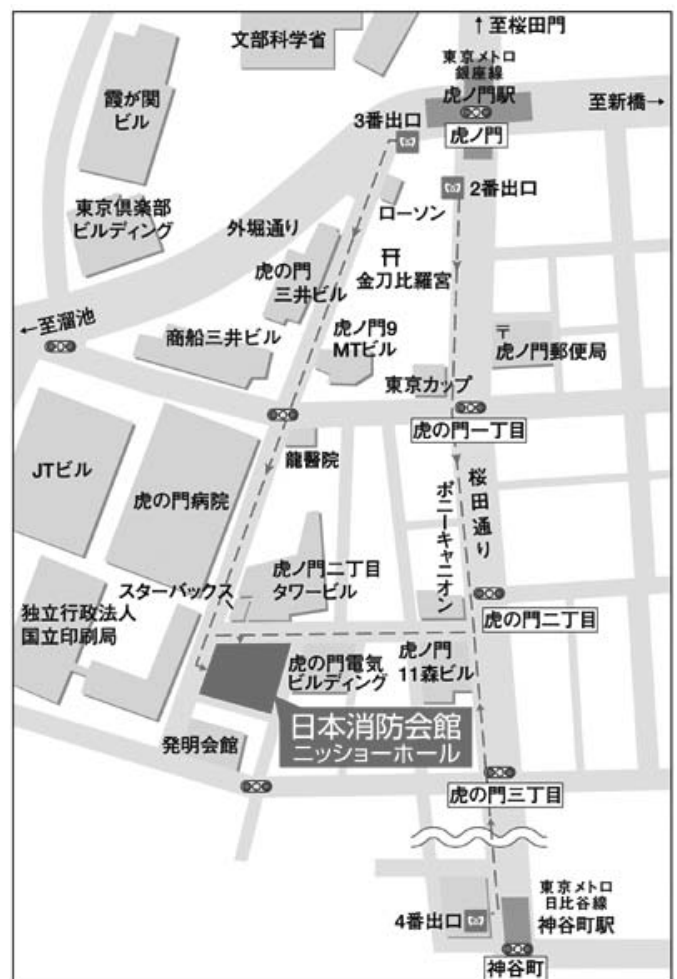 ↑至桜田門
文部科学省
東京メトロ
銀座線
虎ノ門駅
至新橋→
霞が関
ビル
3番出口
虎ノ門
2番出口
東京倶楽部
ビルディング
ローソン
外堀通り
虎の門
三井ビル
金刀比羅宮
←至溜池
商船三井ビル
虎ノ門9
MTビル
〒
虎ノ門郵便局
東京カップ
虎の門一丁目
龍醫院
JTビル
虎の門病院
桜田通り
ポニーキャニオン
虎ノ門二丁目
タワービル
スターバックス
独立行政法人
国立印刷局
虎の門二丁目
虎の門電気
ビルディング
虎ノ門
11森ビル
日本消防会館
ニッショーホール
発明会館
虎の門三丁目
東京メトロ
日比谷線
神谷町駅
4番出口
神谷町